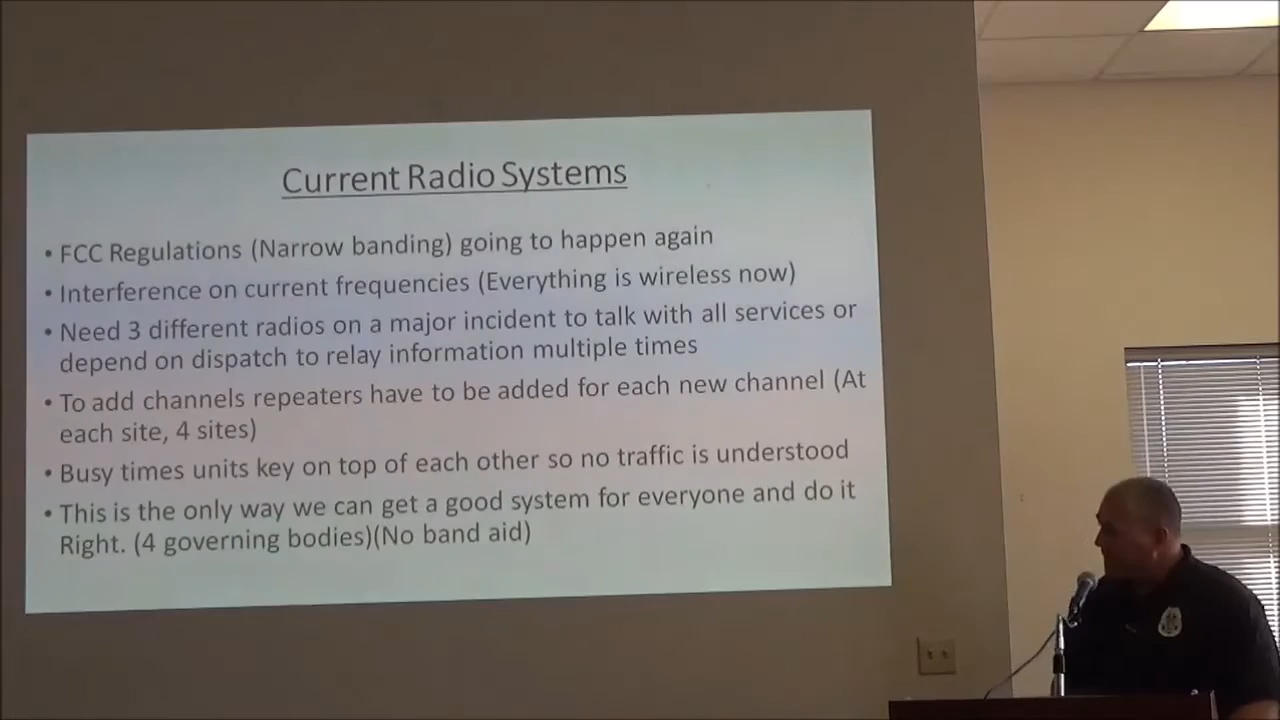 Current Radio Systems
• FCC Regulations (Narrow banding) going to happen again
• Interference on current frequencies (Everything is wireless now)
• Need 3 different radios on a major incident to talk with all services or
depend on dispatch to relay information multiple times
• To add channels repeaters have to be added for each new channel (At
each site, 4 sites)
• Busy times units key on top of each other so no traffic is understood
• This is the only way we can get a good system for everyone and do it
Right. (4 governing bodies)(No band aid)